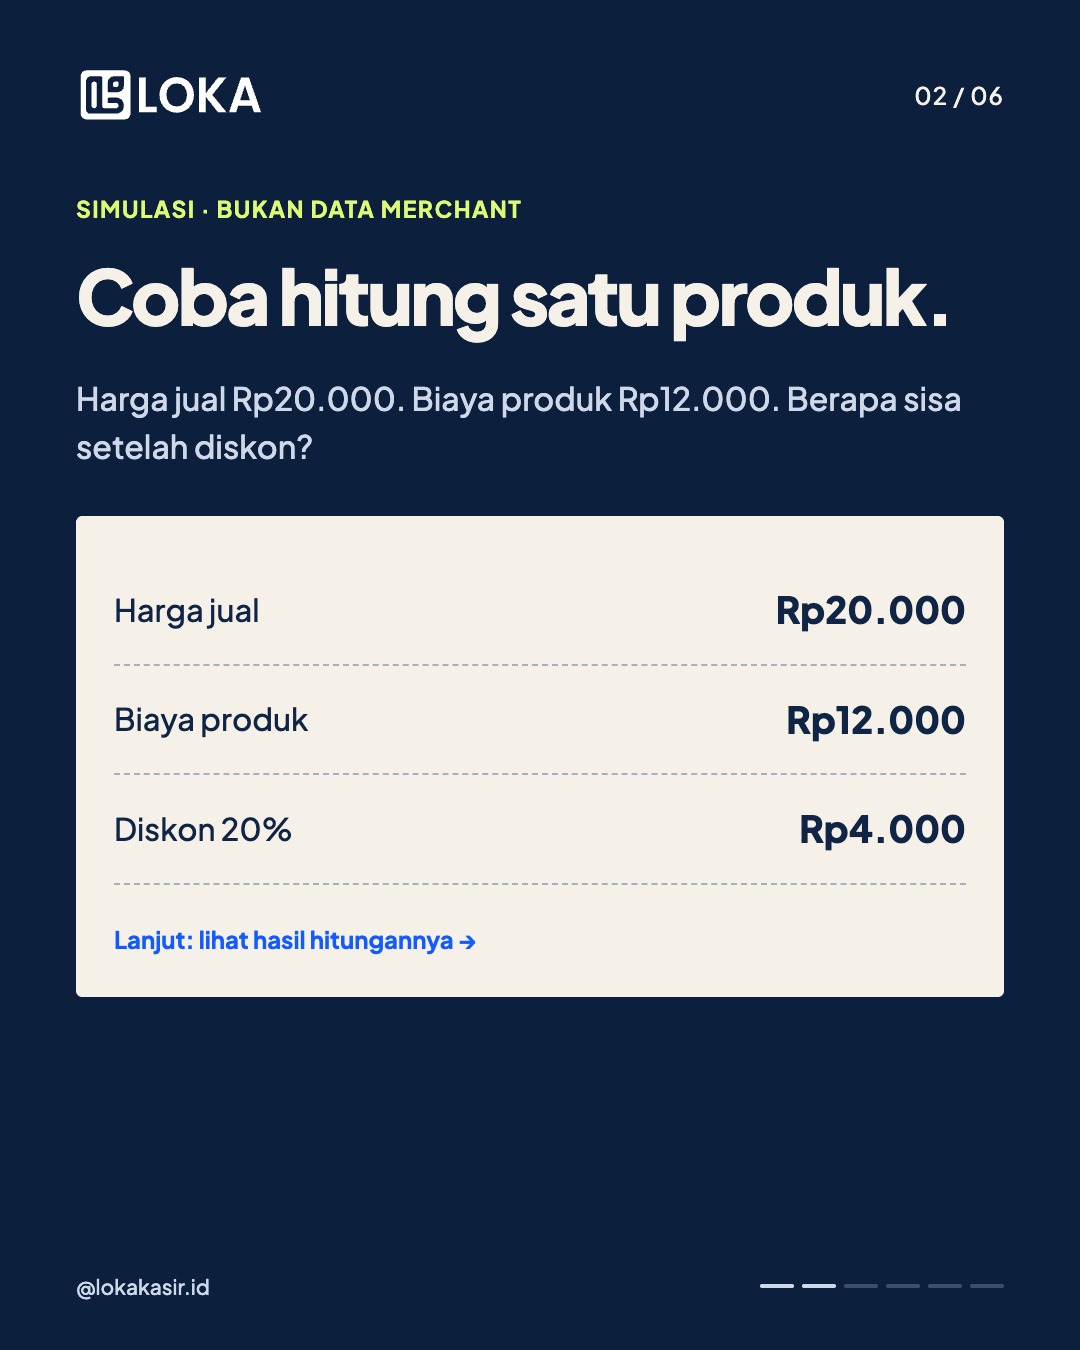 LOKA
02 / 06
SIMULASI · BUKAN DATA MERCHANT
Coba hitung satu produk.
Harga jual Rp20.000. Biaya produk Rp12.000. Berapa sisa
setelah diskon?
Harga jual Rp20.000
Biaya produk Rp12.000
Diskon 20% Rp4.000
Lanjut: lihat hasil hitungannya →
@lokakasir.id